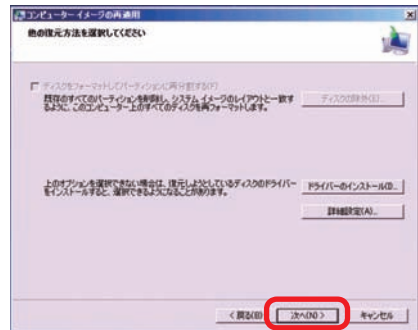 コンピューター イメージの再適用
他の復元方法を選択してください
ディスクをフォーマットしてパーティションに再分割する(F)
既存のすべてのパーティションを削除し、システム イメージのレイアウトと一致す
るように、このコンピューター上のすべてのディスクを再フォーマットします。
ディスクの除外(X)...
上のオプションを選択できない場合は、復元しようとしているディスクのドライバー
をインストールすると、選択できるようになることがあります。
ドライバーのインストール(I)...
詳細設定(A)...
< 戻る(B)
次へ(N) >
キャンセル